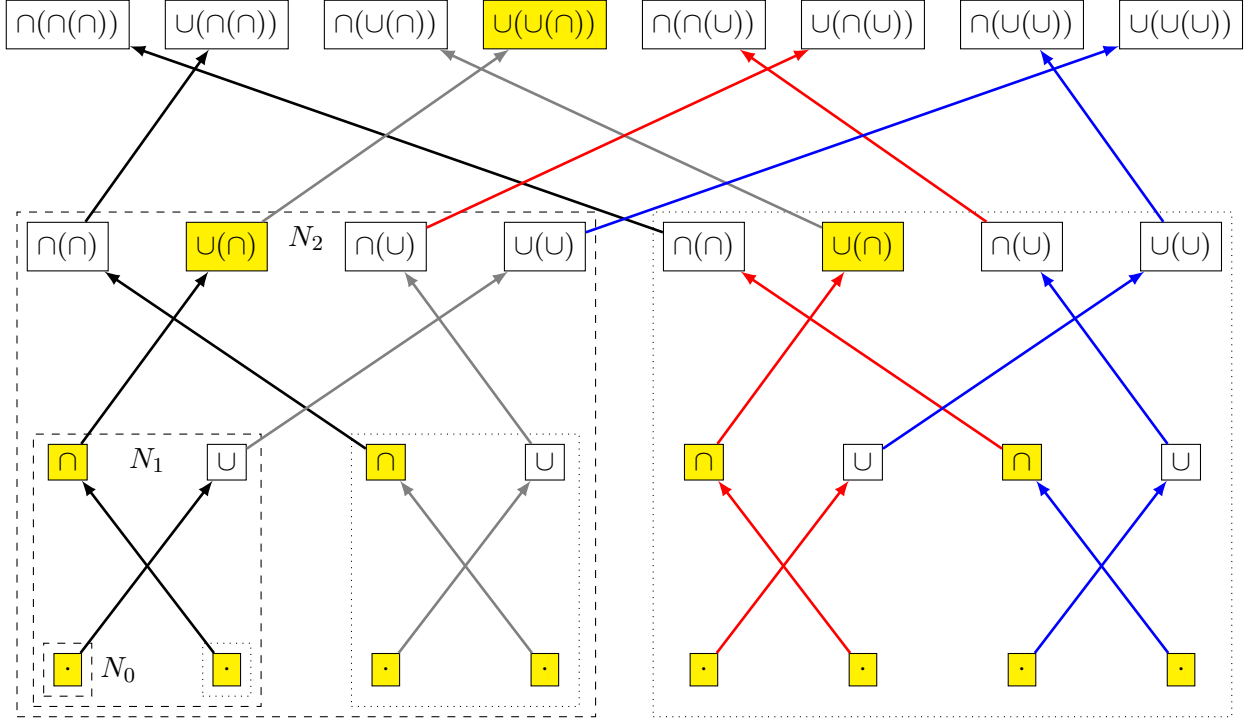 ∩(∩(∩)) ∪(∩(∩)) ∩(∪(∩)) ∪(∪(∩)) ∩(∩(∪)) ∪(∩(∪)) ∩(∪(∪)) ∪(∪(∪))
∩(∩) ∪(∩) N₂ ∩(∪) ∪(∪) ∩(∩) ∪(∩) ∩(∪) ∪(∪)
∩ N₁ ∪ ∩ ∪ ∩ ∪ ∩ ∪
· N₀ · · · · · · ·